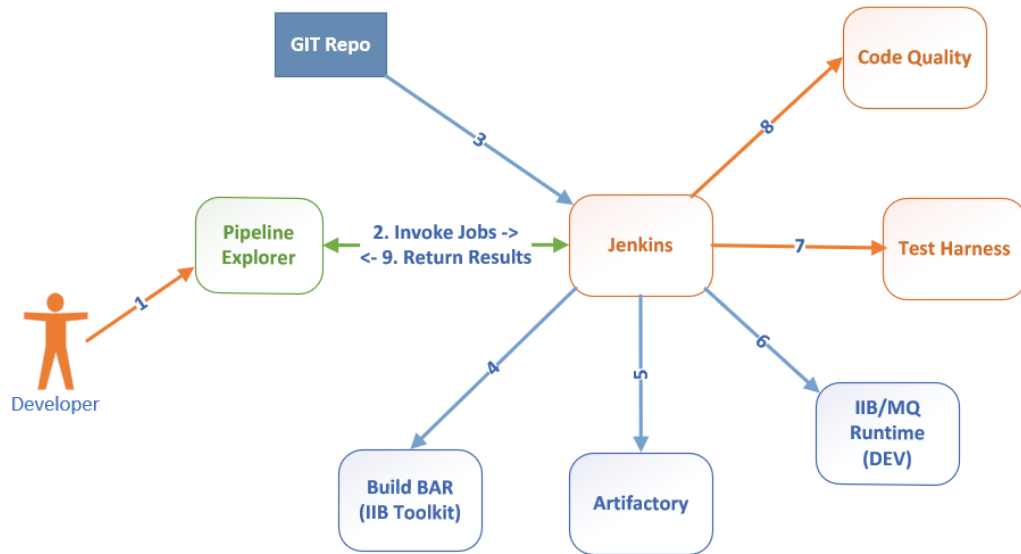 GIT Repo
Code Quality
8
3
Pipeline
Explorer
2. Invoke Jobs ->
<- 9. Return Results
Jenkins
7
Test Harness
1
Developer
4
5
6
IIB/MQ
Runtime
(DEV)
Build BAR
(IIB Toolkit)
Artifactory